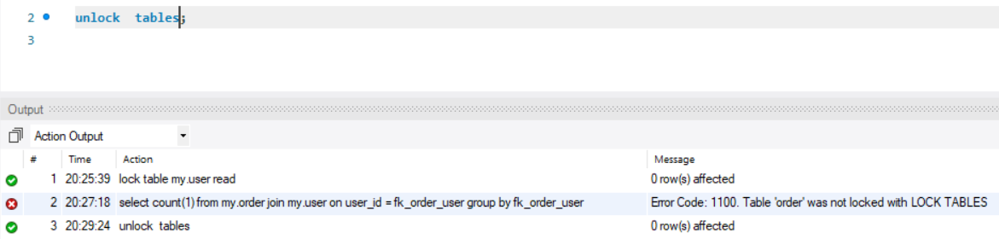 2 unlock  tables;
3
Output
Action Output
# Time Action Message
1 20:25:39 lock table my.user read 0 row(s) affected
2 20:27:18 select count(1) from my.order join my.user on user_id = fk_order_user group by fk_order_user Error Code: 1100. Table 'order' was not locked with LOCK TABLES
3 20:29:24 unlock  tables 0 row(s) affected